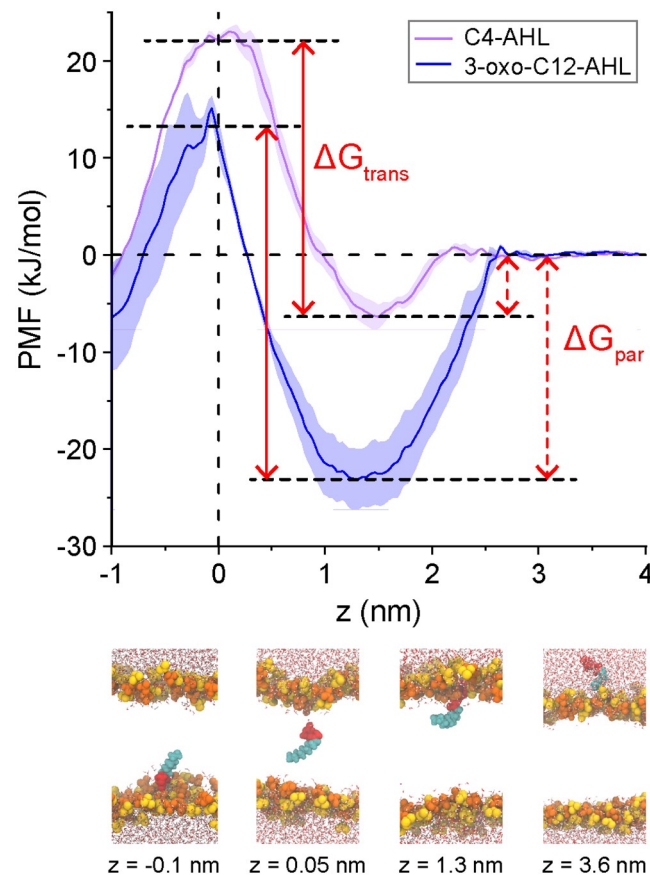 C4-AHL
3-oxo-C12-AHL
20
10
0
-10
-20
-30
PMF (kJ/mol)
ΔGtrans
ΔGpar
-1 0 1 2 3 4
z (nm)
z = -0.1 nm z = 0.05 nm z = 1.3 nm z = 3.6 nm